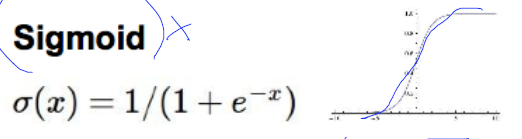 Sigmoid
σ(x) = 1/(1 + e^{-x})